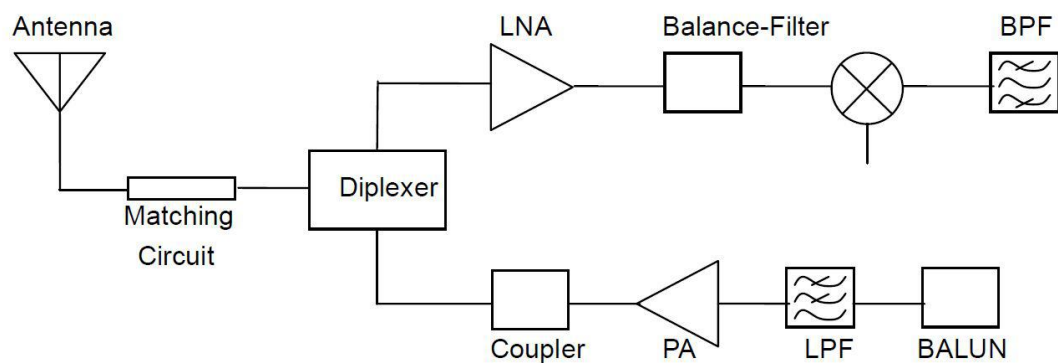 Antenna
LNA
Balance-Filter
BPF
Diplexer
Matching
Circuit
Coupler
PA
LPF
BALUN